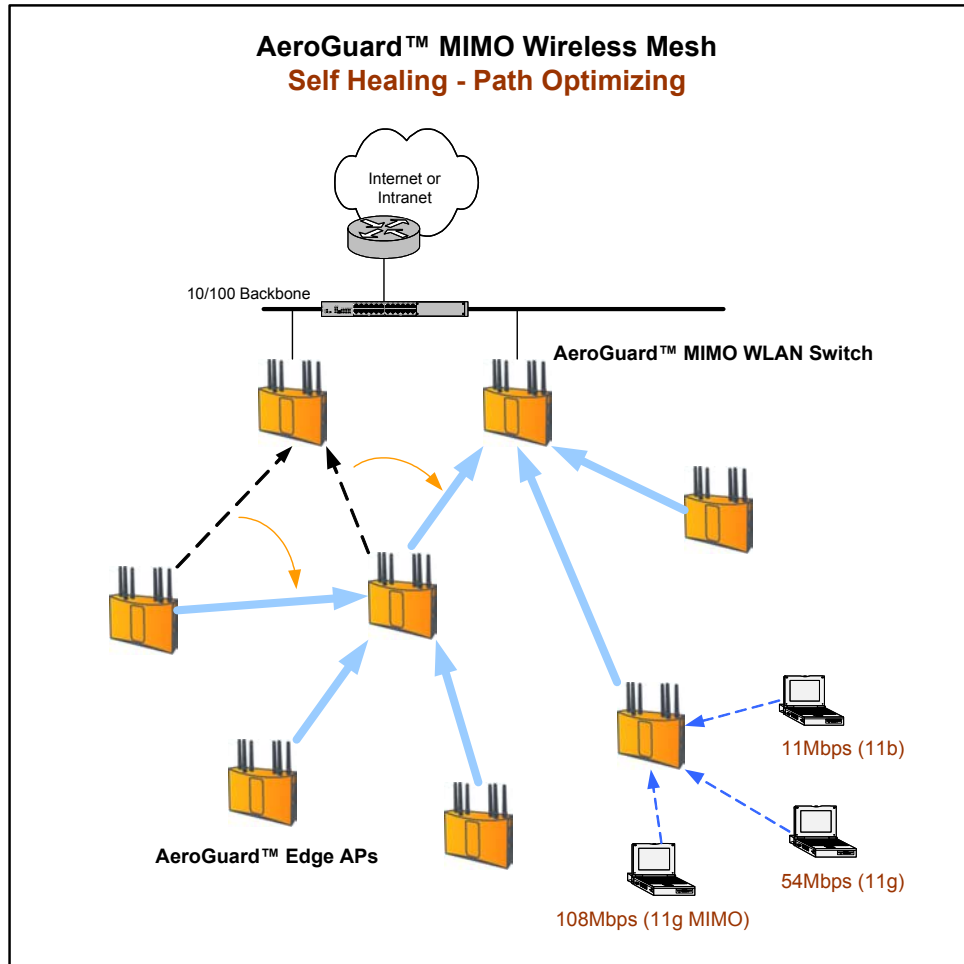 AeroGuard™ MIMO Wireless Mesh
Self Healing - Path Optimizing
Internet or
Intranet
10/100 Backbone
AeroGuard™ MIMO WLAN Switch
11Mbps (11b)
AeroGuard™ Edge APs
54Mbps (11g)
108Mbps (11g MIMO)